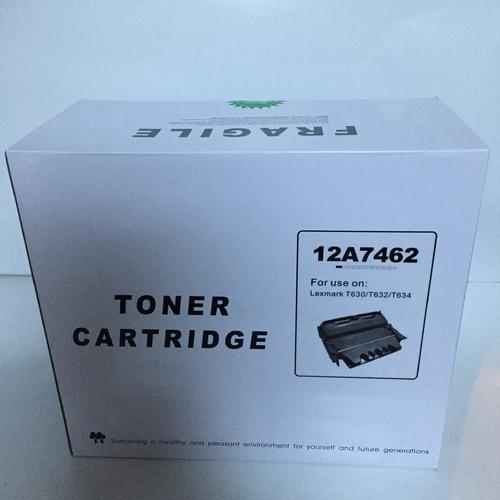 FRAGILE
12A7462
For use on:
Lexmark T630/T632/T634
TONER
CARTRIDGE
Sustaining a healthy and pleasant environment for yourself and future generations